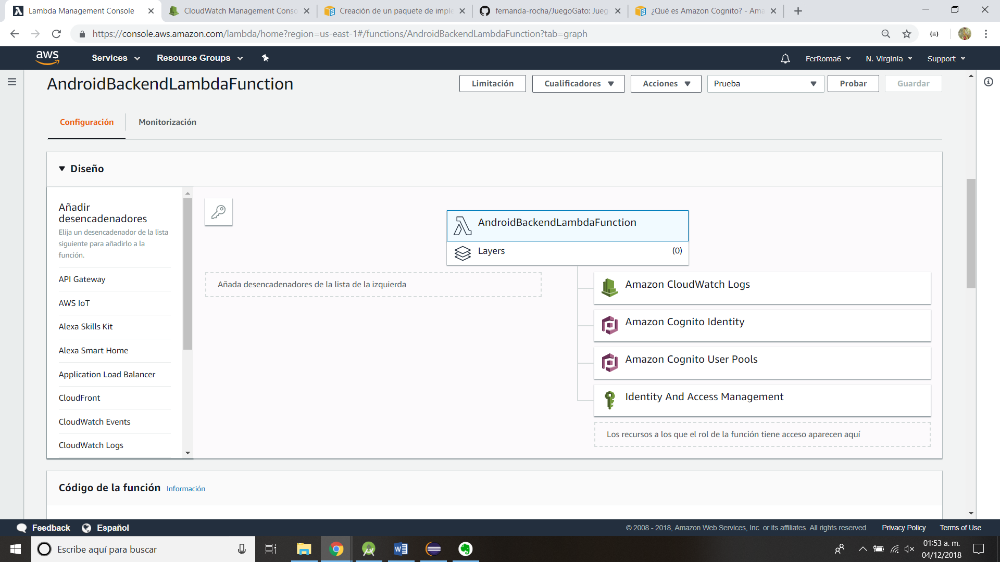 Lambda Management Console
CloudWatch Management Conso
Creación de un paquete de imple
fernanda-rocha/JuegoGato: Jueg
¿Qué es Amazon Cognito? - Ama
https://console.aws.amazon.com/lambda/home?region=us-east-1#/functions/AndroidBackendLambdaFunction?tab=graph
aws
Services
Resource Groups
FerRoma6
N. Virginia
Support
AndroidBackendLambdaFunction
Limitación
Cualificadores
Acciones
Prueba
Probar
Guardar
Configuración
Monitorización
Diseño
Añadir
desencadenadores
Elija un desencadenador de la lista
siguiente para añadirlo a la
función.
API Gateway
AWS IoT
Alexa Skills Kit
Alexa Smart Home
Application Load Balancer
CloudFront
CloudWatch Events
CloudWatch Logs
AndroidBackendLambdaFunction
Layers
(0)
Añada desencadenadores de la lista de la izquierda
Amazon CloudWatch Logs
Amazon Cognito Identity
Amazon Cognito User Pools
Identity And Access Management
Los recursos a los que el rol de la función tiene acceso aparecen aquí
Código de la función
Información
Feedback
Español
© 2008 - 2018, Amazon Web Services, Inc. or its affiliates. All rights reserved.
Privacy Policy
Terms of Use
Escribe aquí para buscar
01:53 a. m.
04/12/2018